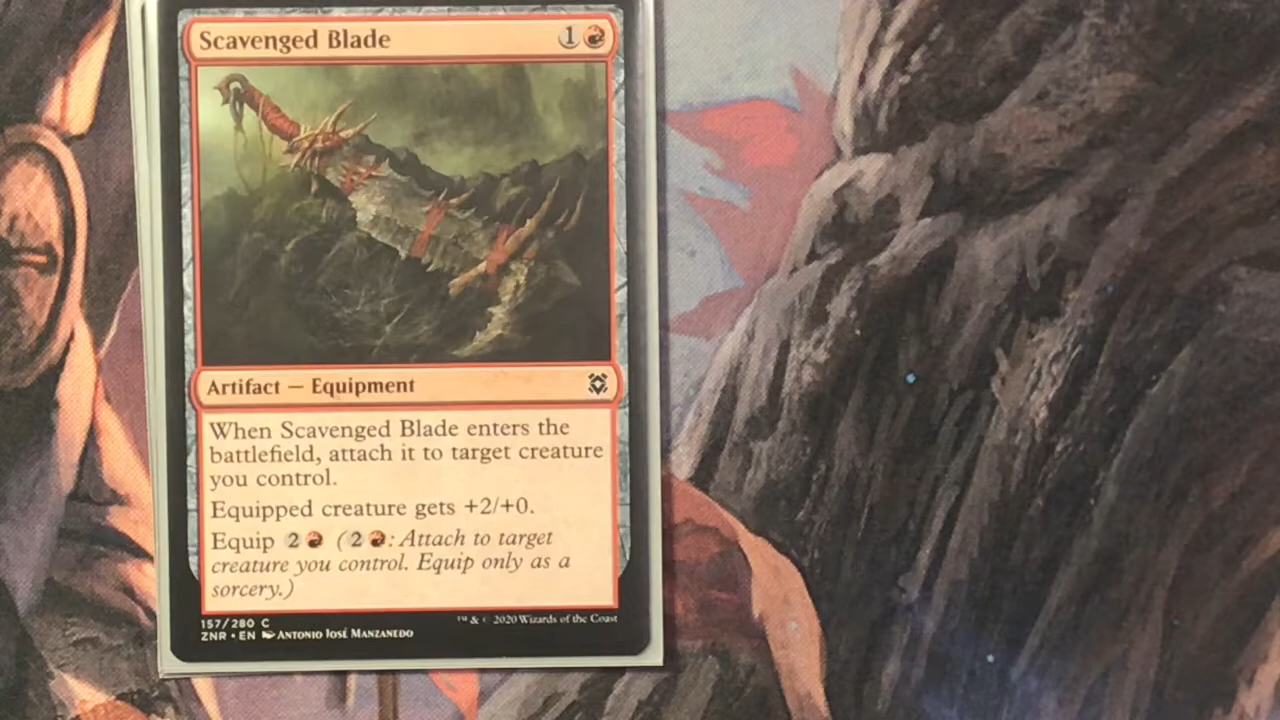 Scavenged Blade 1
Artifact — Equipment
When Scavenged Blade enters the
battlefield, attach it to target creature
you control.
Equipped creature gets +2/+0.
Equip 2 ( 2 : Attach to target
creature you control. Equip only as a
sorcery.)
157/280 C
ZNR • EN Antonio José Manzanedo
™ & © 2020 Wizards of the Coast